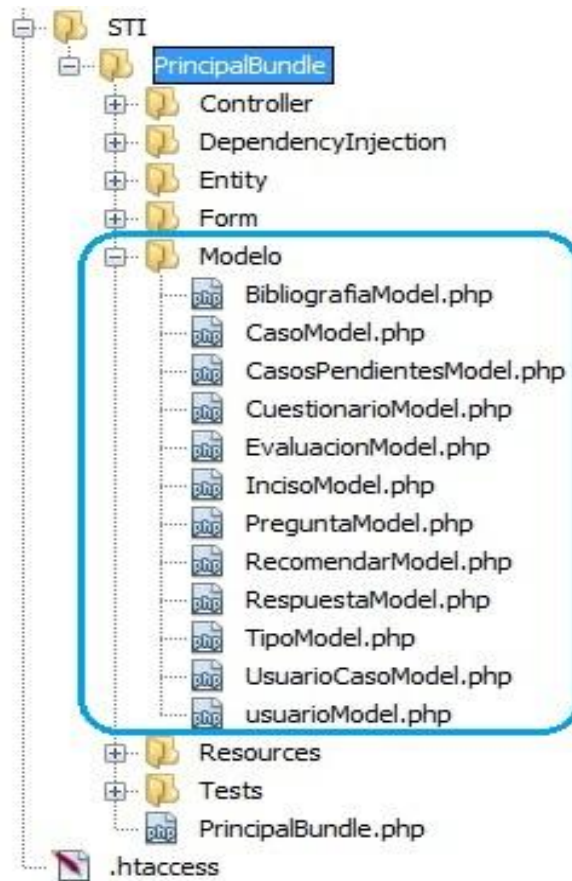 STI
PrincipalBundle
Controller
DependencyInjection
Entity
Form
Modelo
BibliografiaModel.php
CasoModel.php
CasosPendientesModel.php
CuestionarioModel.php
EvaluacionModel.php
IncisoModel.php
PreguntaModel.php
RecomendarModel.php
RespuestaModel.php
TipoModel.php
UsuarioCasoModel.php
usuarioModel.php
Resources
Tests
PrincipalBundle.php
.htaccess